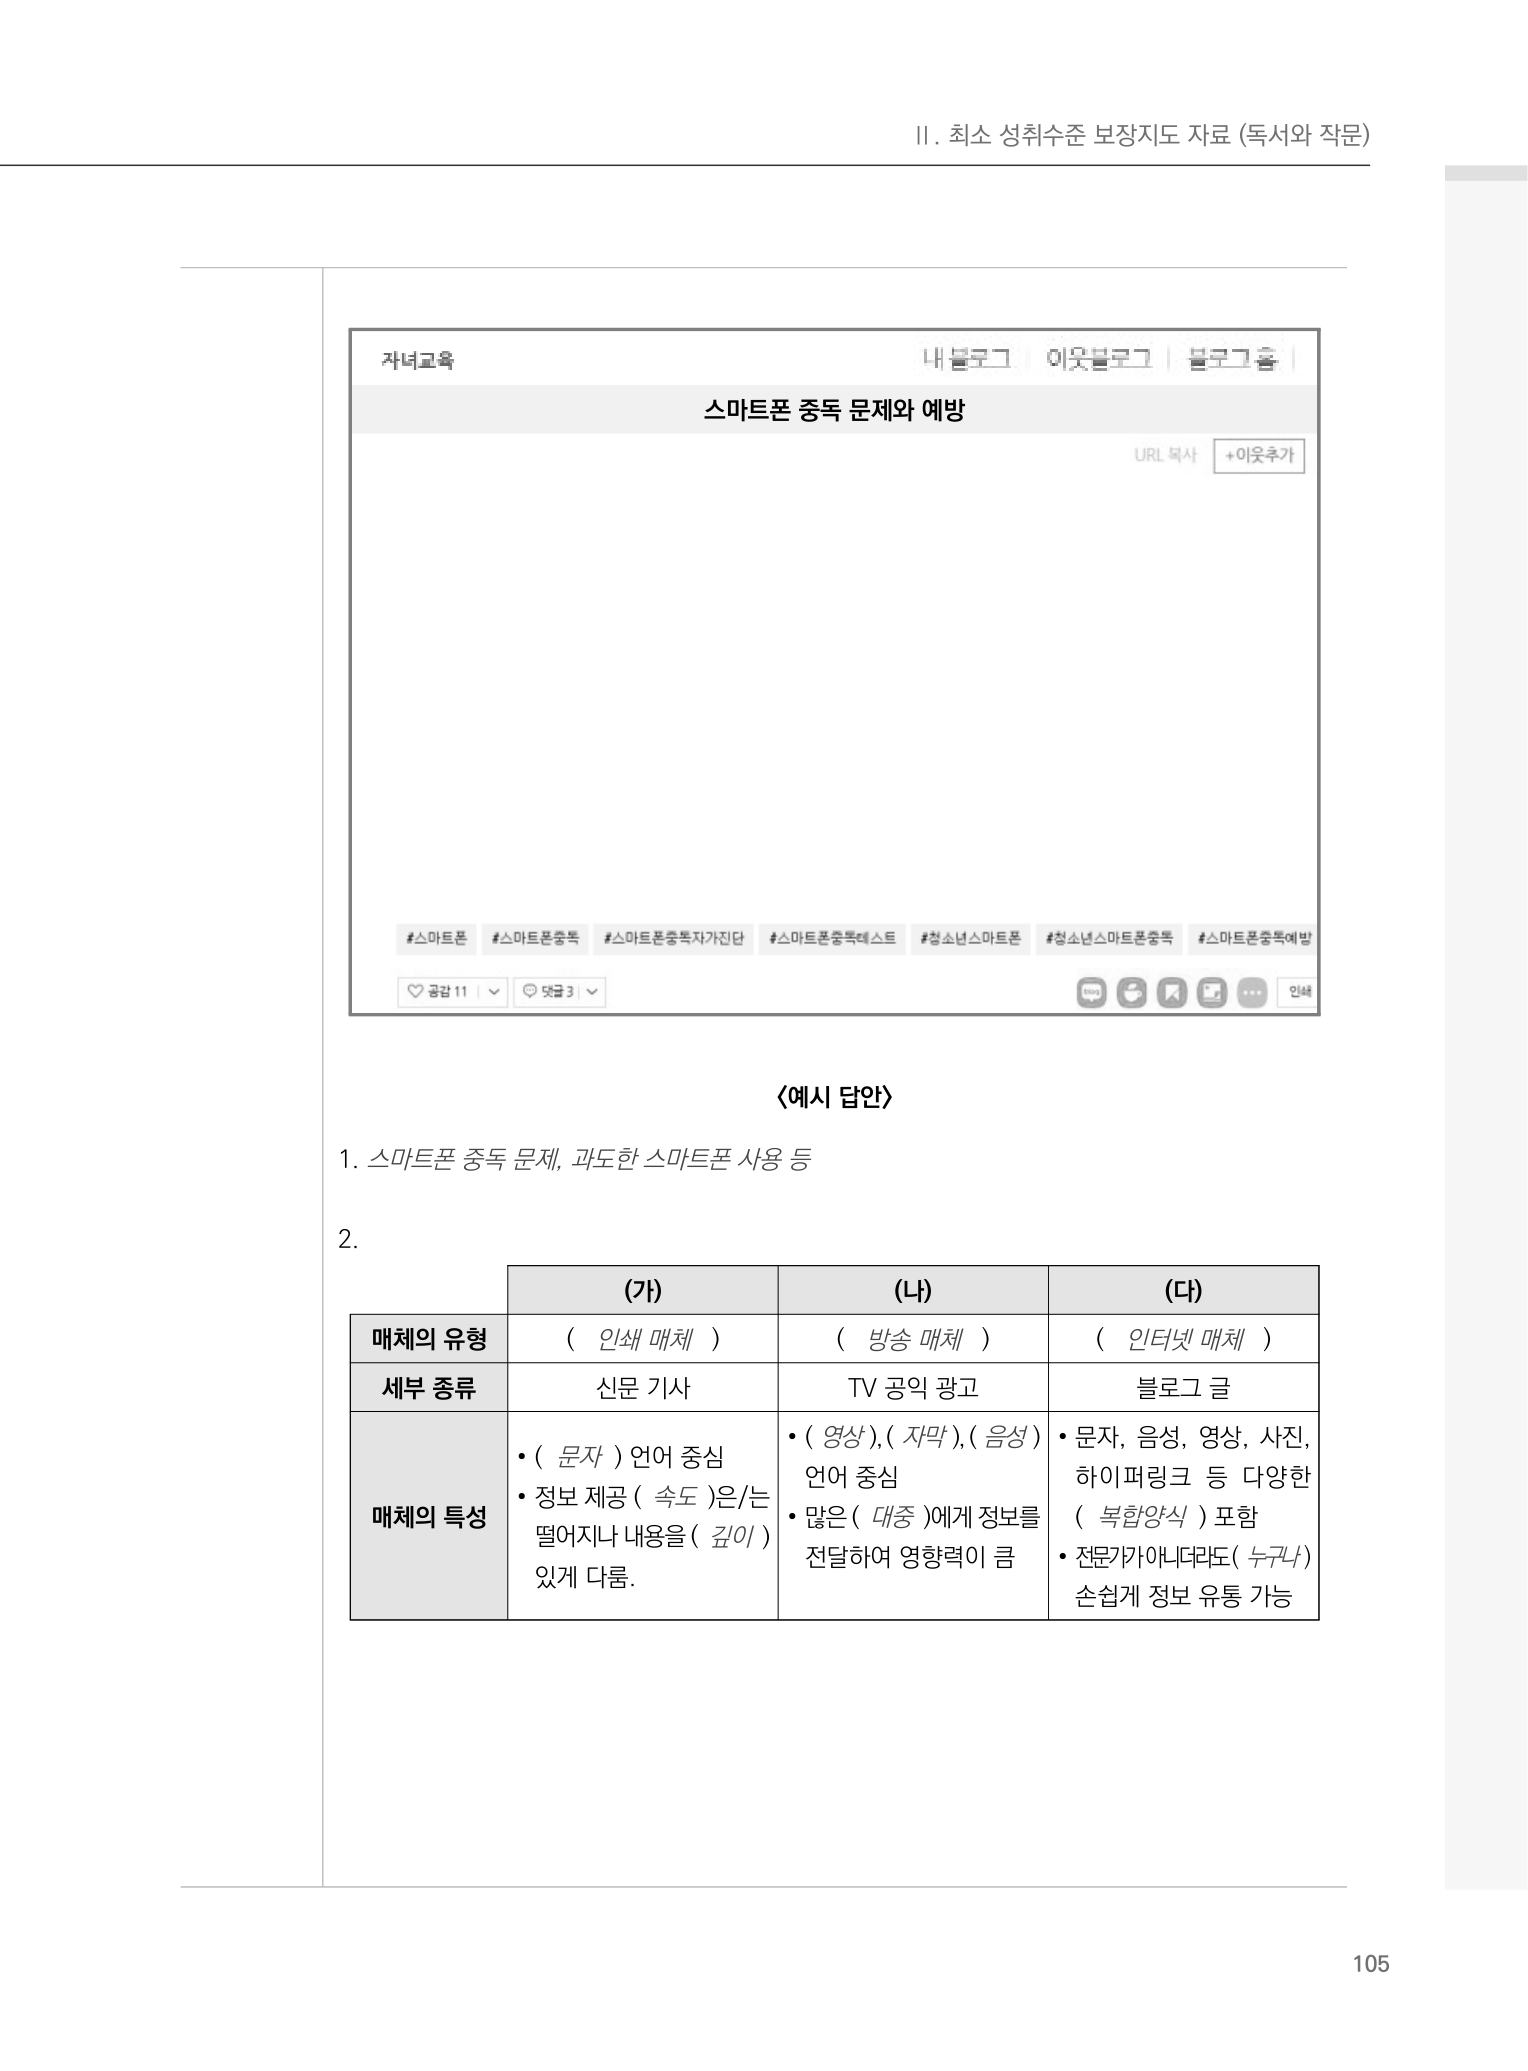 Ⅱ. 최소 성취수준 보장지도 자료 (독서와 작문)
자녀교육
내 블로그 | 이웃블로그 | 블로그 홈 |
스마트폰 중독 문제와 예방
URL 복사 +이웃추가
#스마트폰 #스마트폰중독 #스마트폰중독자가진단 #스마트폰중독테스트 #청소년스마트폰 #청소년스마트폰중독 #스마트폰중독예방
공감 11 댓글 3 blog 인쇄
〈예시 답안〉
1. 스마트폰 중독 문제, 과도한 스마트폰 사용 등
2.
(가) (나) (다)
매체의 유형 ( 인쇄 매체 ) ( 방송 매체 ) ( 인터넷 매체 )
세부 종류 신문 기사 TV 공익 광고 블로그 글
매체의 특성
• ( 문자 ) 언어 중심
• 정보 제공 ( 속도 )은/는
떨어지나 내용을 ( 깊이 )
있게 다룸.
• ( 영상 ), ( 자막 ), ( 음성 )
언어 중심
• 많은 ( 대중 )에게 정보를
전달하여 영향력이 큼
• 문자, 음성, 영상, 사진,
하이퍼링크 등 다양한
( 복합양식 ) 포함
• 전문가가 아니더라도 ( 누구나 )
손쉽게 정보 유통 가능
105